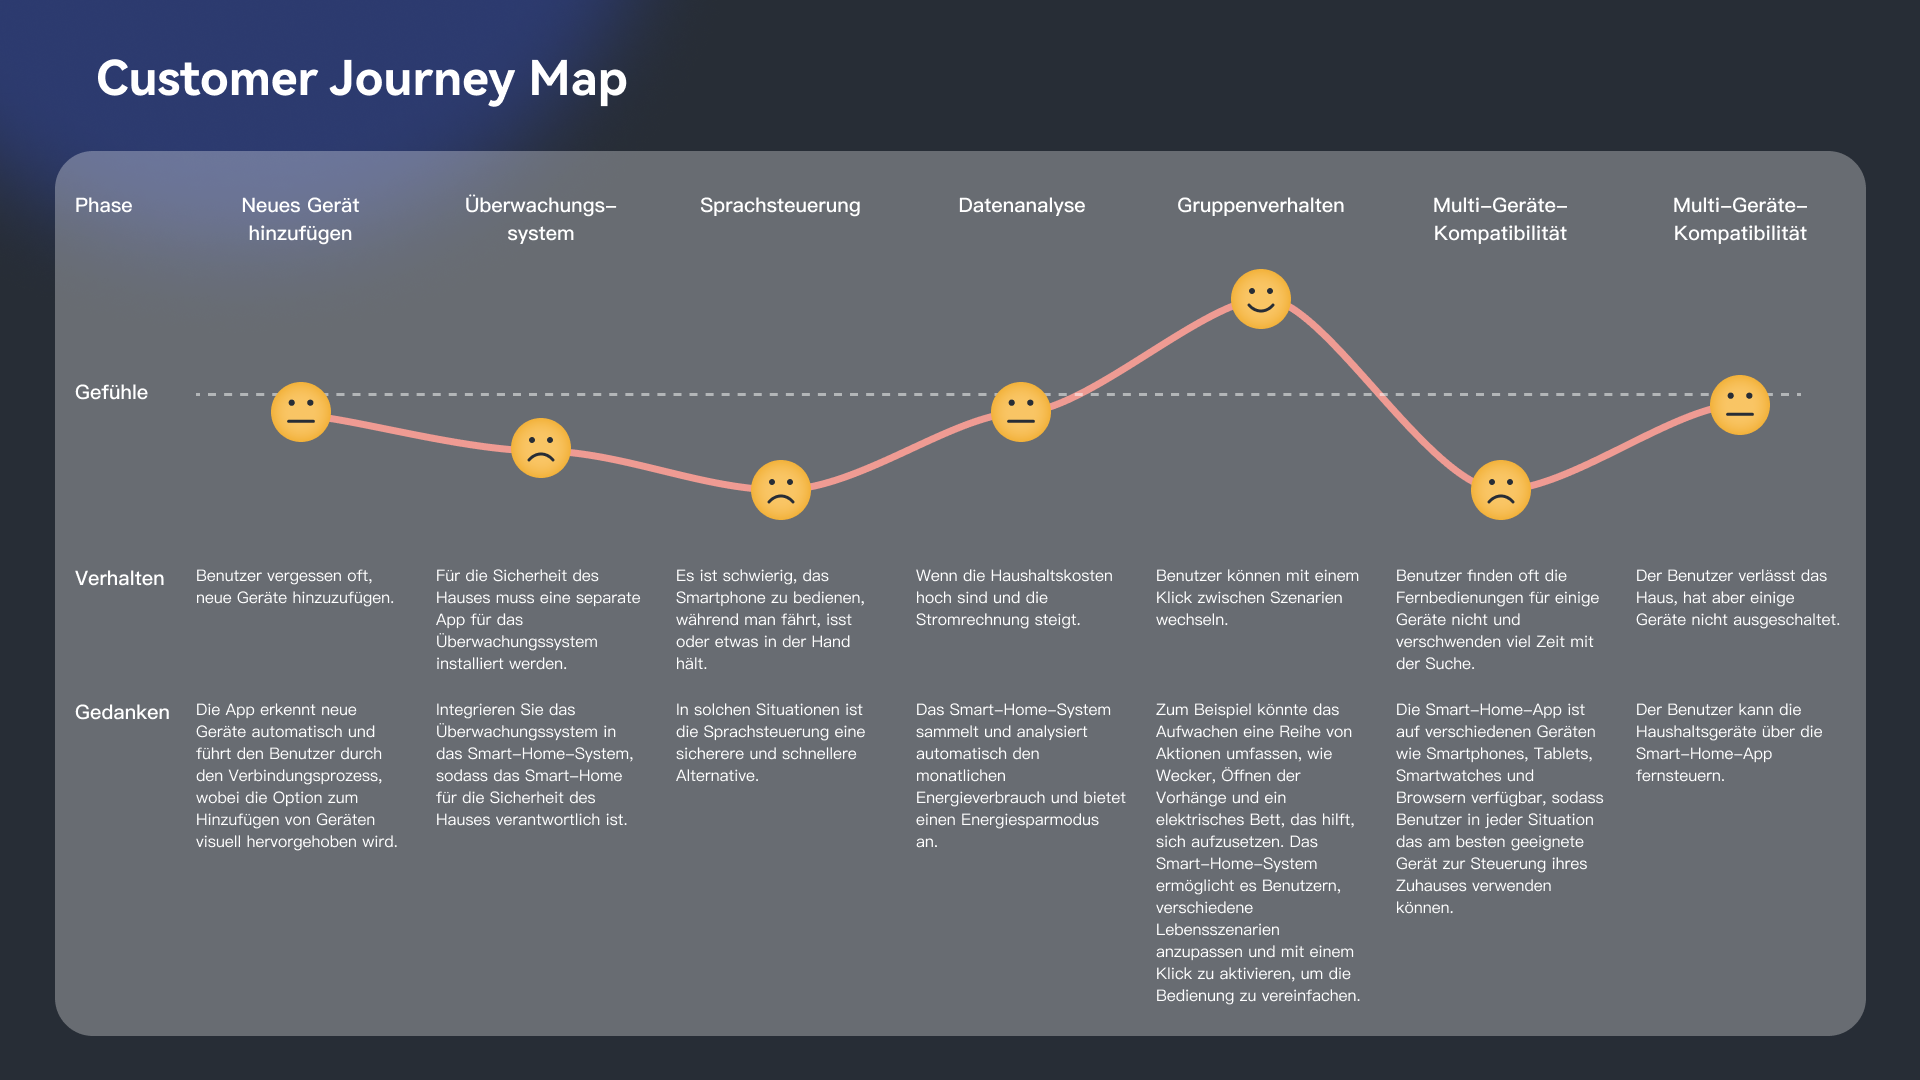 Customer Journey Map
Phase
Neues Gerät
hinzufügen
Überwachungs–
system
Sprachsteuerung
Datenanalyse
Gruppenverhalten
Multi–Geräte–
Kompatibilität
Multi–Geräte–
Kompatibilität
Gefühle
Verhalten
Benutzer vergessen oft,
neue Geräte hinzuzufügen.
Für die Sicherheit des
Hauses muss eine separate
App für das
Überwachungssystem
installiert werden.
Es ist schwierig, das
Smartphone zu bedienen,
während man fährt, isst
oder etwas in der Hand
hält.
Wenn die Haushaltskosten
hoch sind und die
Stromrechnung steigt.
Benutzer können mit einem
Klick zwischen Szenarien
wechseln.
Benutzer finden oft die
Fernbedienungen für einige
Geräte nicht und
verschwenden viel Zeit mit
der Suche.
Der Benutzer verlässt das
Haus, hat aber einige
Geräte nicht ausgeschaltet.
Gedanken
Die App erkennt neue
Geräte automatisch und
führt den Benutzer durch
den Verbindungsprozess,
wobei die Option zum
Hinzufügen von Geräten
visuell hervorgehoben wird.
Integrieren Sie das
Überwachungssystem in
das Smart–Home–System,
sodass das Smart–Home
für die Sicherheit des
Hauses verantwortlich ist.
In solchen Situationen ist
die Sprachsteuerung eine
sicherere und schnellere
Alternative.
Das Smart–Home–System
sammelt und analysiert
automatisch den
monatlichen
Energieverbrauch und bietet
einen Energiesparmodus
an.
Zum Beispiel könnte das
Aufwachen eine Reihe von
Aktionen umfassen, wie
Wecker, Öffnen der
Vorhänge und ein
elektrisches Bett, das hilft,
sich aufzusetzen. Das
Smart–Home–System
ermöglicht es Benutzern,
verschiedene
Lebensszenarien
anzupassen und mit einem
Klick zu aktivieren, um die
Bedienung zu vereinfachen.
Die Smart–Home–App ist
auf verschiedenen Geräten
wie Smartphones, Tablets,
Smartwatches und
Browsern verfügbar, sodass
Benutzer in jeder Situation
das am besten geeignete
Gerät zur Steuerung ihres
Zuhauses verwenden
können.
Der Benutzer kann die
Haushaltsgeräte über die
Smart–Home–App
fernsteuern.